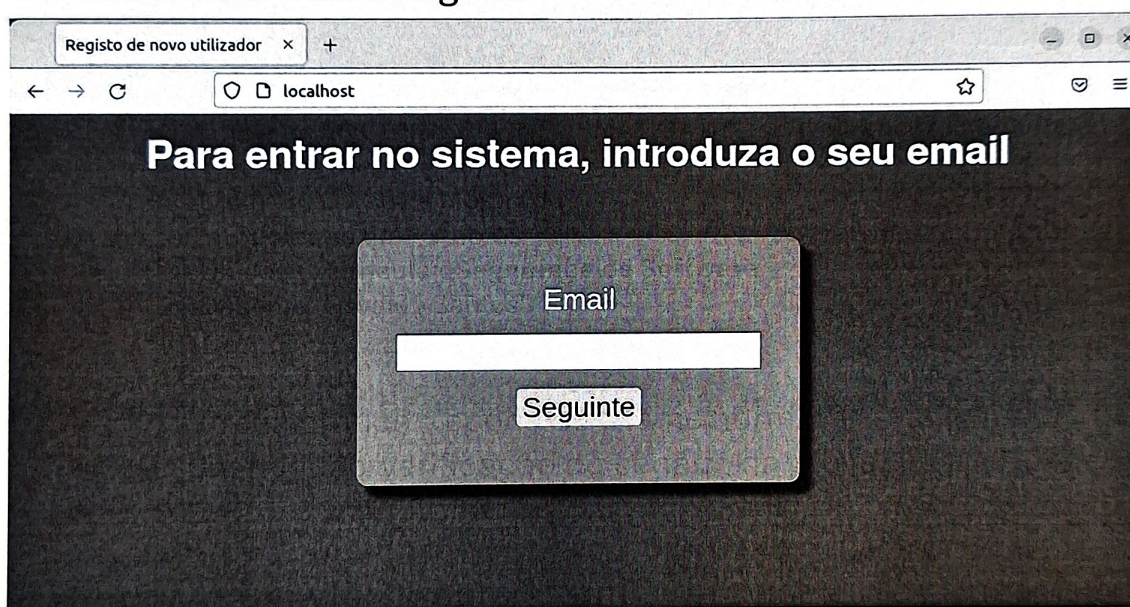 Registo de novo utilizador × +
localhost
Para entrar no sistema, introduza o seu email
Email
Seguinte